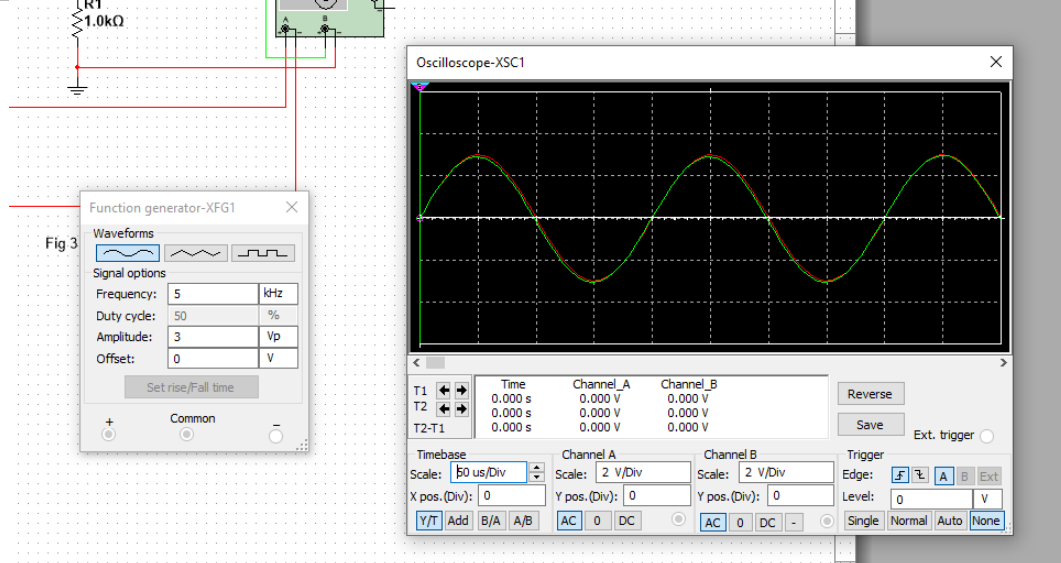 R1
1.0kΩ
A
B
Oscilloscope-XSC1
Function generator-XFG1
Waveforms
Fig 3
Signal options
Frequency: 5 kHz
Duty cycle: 50 %
Amplitude: 3 Vp
Offset: 0 V
Set rise/Fall time
+ Common −
Time Channel_A Channel_B
T1 0.000 s 0.000 V 0.000 V
T2 0.000 s 0.000 V 0.000 V
T2-T1 0.000 s 0.000 V 0.000 V
Reverse
Save
Ext. trigger
Timebase
Scale: 50 us/Div
X pos.(Div): 0
Y/T Add B/A A/B
Channel A
Scale: 2 V/Div
Y pos.(Div): 0
AC 0 DC
Channel B
Scale: 2 V/Div
Y pos.(Div): 0
AC 0 DC -
Trigger
Edge: A B Ext
Level: 0 V
Single Normal Auto None